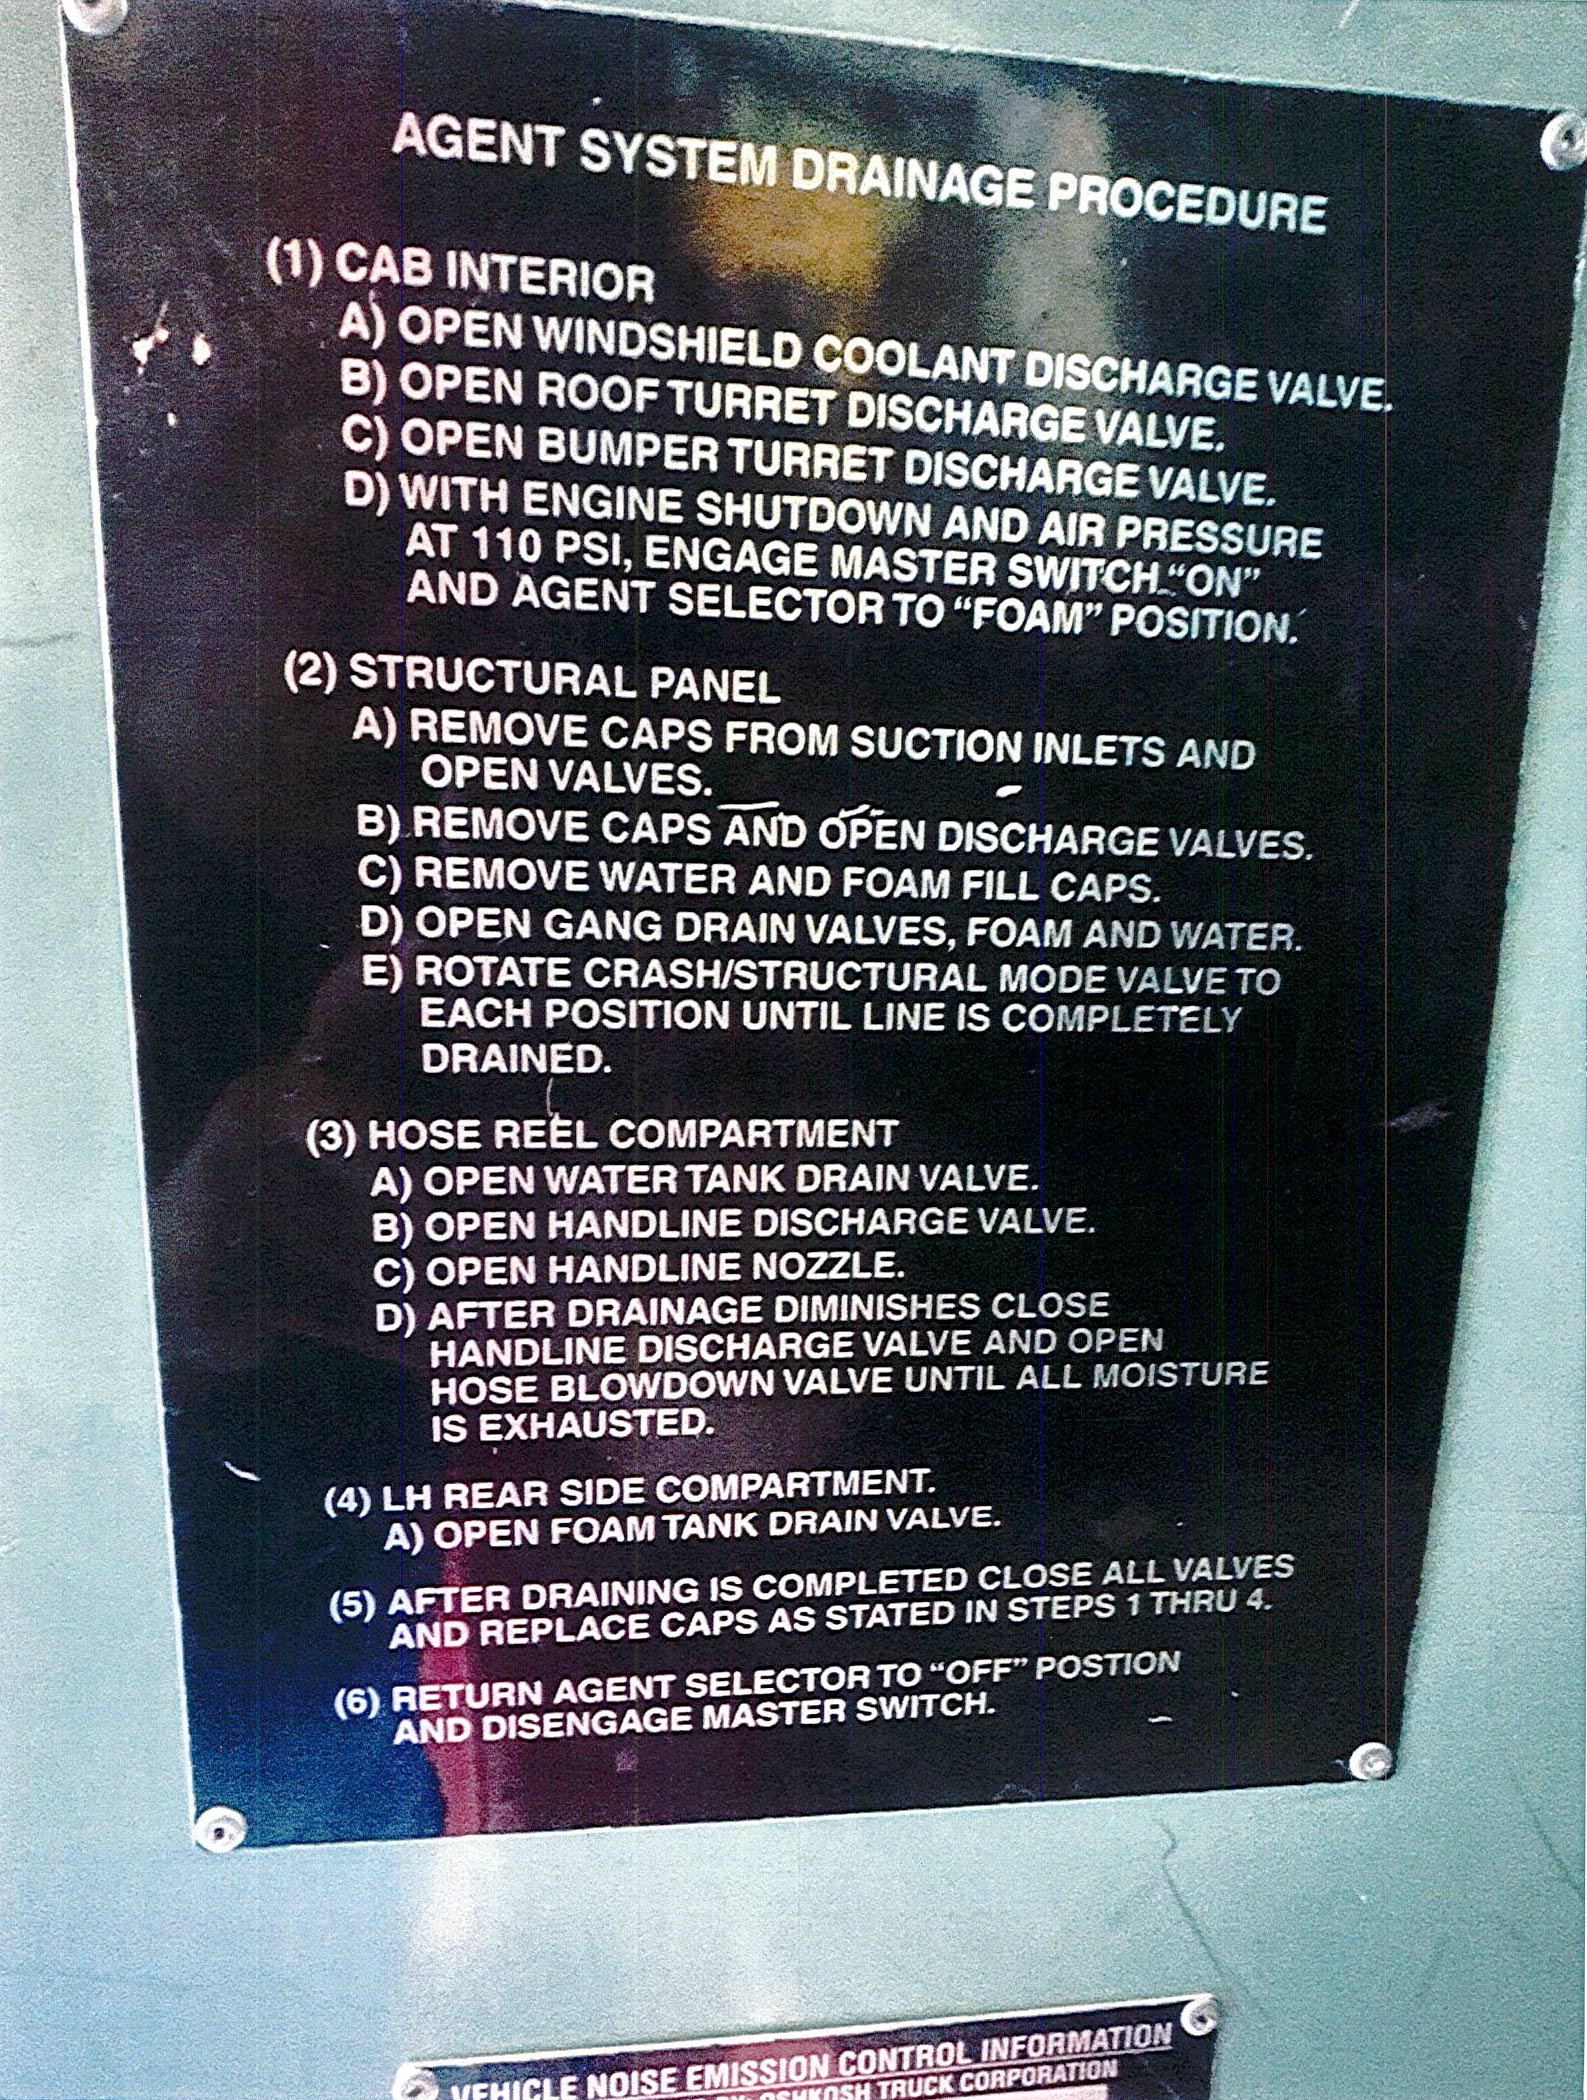 AGENT SYSTEM DRAINAGE PROCEDURE
(1) CAB INTERIOR
A) OPEN WINDSHIELD COOLANT DISCHARGE VALVE.
B) OPEN ROOF TURRET DISCHARGE VALVE.
C) OPEN BUMPER TURRET DISCHARGE VALVE.
D) WITH ENGINE SHUTDOWN AND AIR PRESSURE
AT 110 PSI, ENGAGE MASTER SWITCH "ON"
AND AGENT SELECTOR TO "FOAM" POSITION.
(2) STRUCTURAL PANEL
A) REMOVE CAPS FROM SUCTION INLETS AND
OPEN VALVES.
B) REMOVE CAPS AND OPEN DISCHARGE VALVES.
C) REMOVE WATER AND FOAM FILL CAPS.
D) OPEN GANG DRAIN VALVES, FOAM AND WATER.
E) ROTATE CRASH/STRUCTURAL MODE VALVE TO
EACH POSITION UNTIL LINE IS COMPLETELY
DRAINED.
(3) HOSE REEL COMPARTMENT
A) OPEN WATER TANK DRAIN VALVE.
B) OPEN HANDLINE DISCHARGE VALVE.
C) OPEN HANDLINE NOZZLE.
D) AFTER DRAINAGE DIMINISHES CLOSE
HANDLINE DISCHARGE VALVE AND OPEN
HOSE BLOWDOWN VALVE UNTIL ALL MOISTURE
IS EXHAUSTED.
(4) LH REAR SIDE COMPARTMENT.
A) OPEN FOAM TANK DRAIN VALVE.
(5) AFTER DRAINING IS COMPLETED CLOSE ALL VALVES
AND REPLACE CAPS AS STATED IN STEPS 1 THRU 4.
(6) RETURN AGENT SELECTOR TO "OFF" POSTION
AND DISENGAGE MASTER SWITCH.
VEHICLE NOISE EMISSION CONTROL INFORMATION
OSHKOSH TRUCK CORPORATION